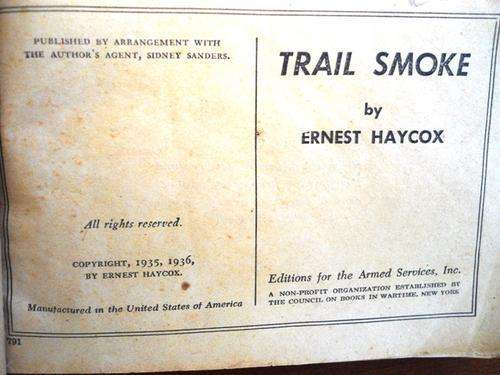 PUBLISHED BY ARRANGEMENT WITH
THE AUTHOR'S AGENT, SIDNEY SANDERS.
All rights reserved.
COPYRIGHT, 1935, 1936,
BY ERNEST HAYCOX.
Manufactured in the United States of America
791
TRAIL SMOKE
by
ERNEST HAYCOX
Editions for the Armed Services, Inc.
A NON-PROFIT ORGANIZATION ESTABLISHED BY
THE COUNCIL ON BOOKS IN WARTIME, NEW YORK